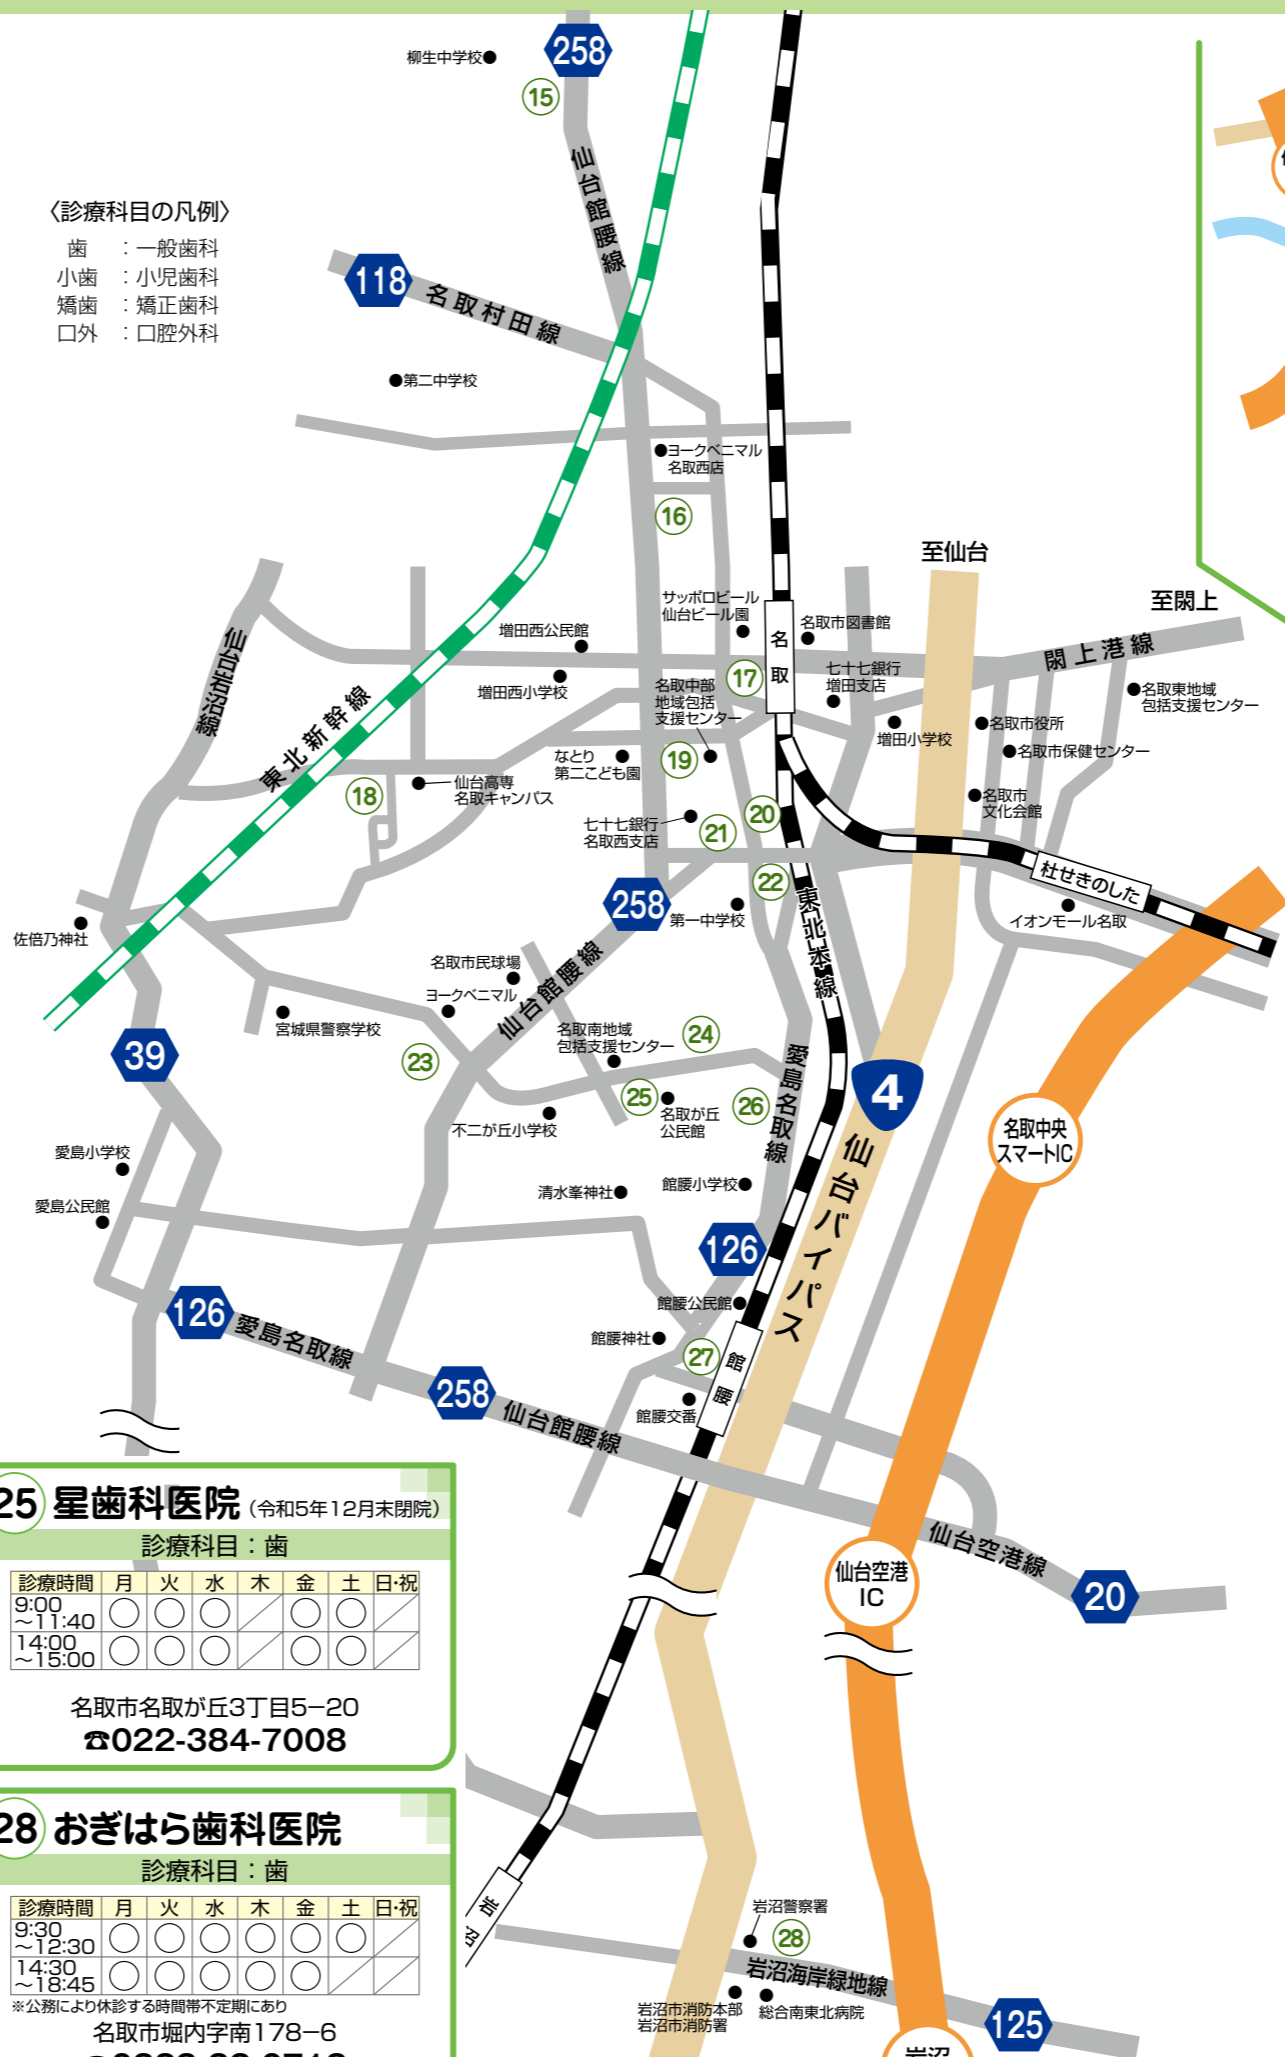 柳生中学校
258
15
仙台館腰線
〈診療科目の凡例〉
歯 ：一般歯科
小歯 ：小児歯科
矯歯 ：矯正歯科
口外 ：口腔外科
118
名取村田線
第二中学校
ヨークベニマル
名取西店
16
至仙台
サッポロビール
仙台ビール園
至閖上
名取
名取市図書館
閖上港線
仙台岩沼線
増田西公民館
増田西小学校
17
七十七銀行
増田支店
名取東地域
包括支援センター
名取中部
地域包括
支援センター
東北新幹線
増田小学校
名取市役所
名取市保健センター
なとり
第二こども園
19
18
仙台高専
名取キャンパス
名取市
文化会館
七十七銀行
名取西支店
21
20
22
杜せきのした
イオンモール名取
258
第一中学校
東北本線
佐倍乃神社
名取市民球場
ヨークベニマル
仙台館腰線
宮城県警察学校
名取南地域
包括支援センター
24
39
23
愛島名取線
4
25
名取が丘
公民館
26
不二が丘小学校
名取中央
スマートIC
愛島小学校
仙台バイパス
清水峯神社
館腰小学校
愛島公民館
126
126
愛島名取線
館腰公民館
館腰神社
27
館腰
258
仙台館腰線
館腰交番
25 星歯科医院 (令和5年12月末閉院)
診療科目：歯
診療時間 月 火 水 木 金 土 日・祝
9:00
～11:40 ◯ ◯ ◯ ／ ◯ ◯ ／
14:00
～15:00 ◯ ◯ ◯ ／ ◯ ◯ ／
名取市名取が丘3丁目5−20
☎022-384-7008
仙台空港線
仙台空港
IC
20
28 おぎはら歯科医院
診療科目：歯
診療時間 月 火 水 木 金 土 日・祝
9:30
～12:30 ◯ ◯ ◯ ◯ ◯ ◯ ／
14:30
～18:45 ◯ ◯ ◯ ◯ ◯ ／ ／
※公務により休診する時間帯不定期にあり
名取市堀内字南178−6
岩沼
岩沼警察署
28
岩沼海岸緑地線
岩沼市消防本部
岩沼市消防署
総合南東北病院
125
岩沼